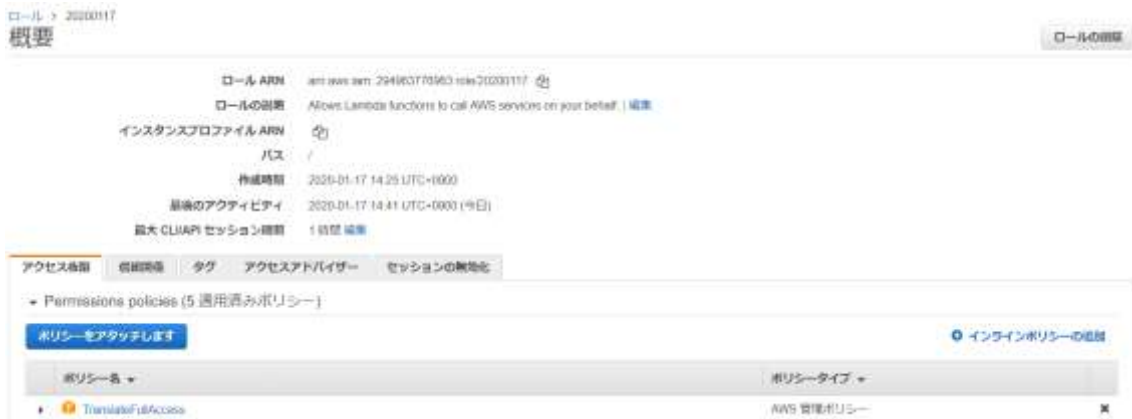 ロール > 20200117
概要
ロールの削除
ロール ARN
ロールの説明 Allows Lambda functions to call AWS services on your behalf. | 編集
インスタンスプロファイル ARN
パス /
作成時刻 2020-01-17 14:25 UTC+0900
最後のアクティビティ 2020-01-17 14:41 UTC+0900 (今日)
最大 CLI/API セッション期間 1 時間 編集
アクセス権限 信頼関係 タグ アクセスアドバイザー セッションの無効化
Permissions policies (5 適用済みポリシー)
ポリシーをアタッチします インラインポリシーの追加
ポリシー名 ポリシータイプ
TranslateFullAccess AWS 管理ポリシー